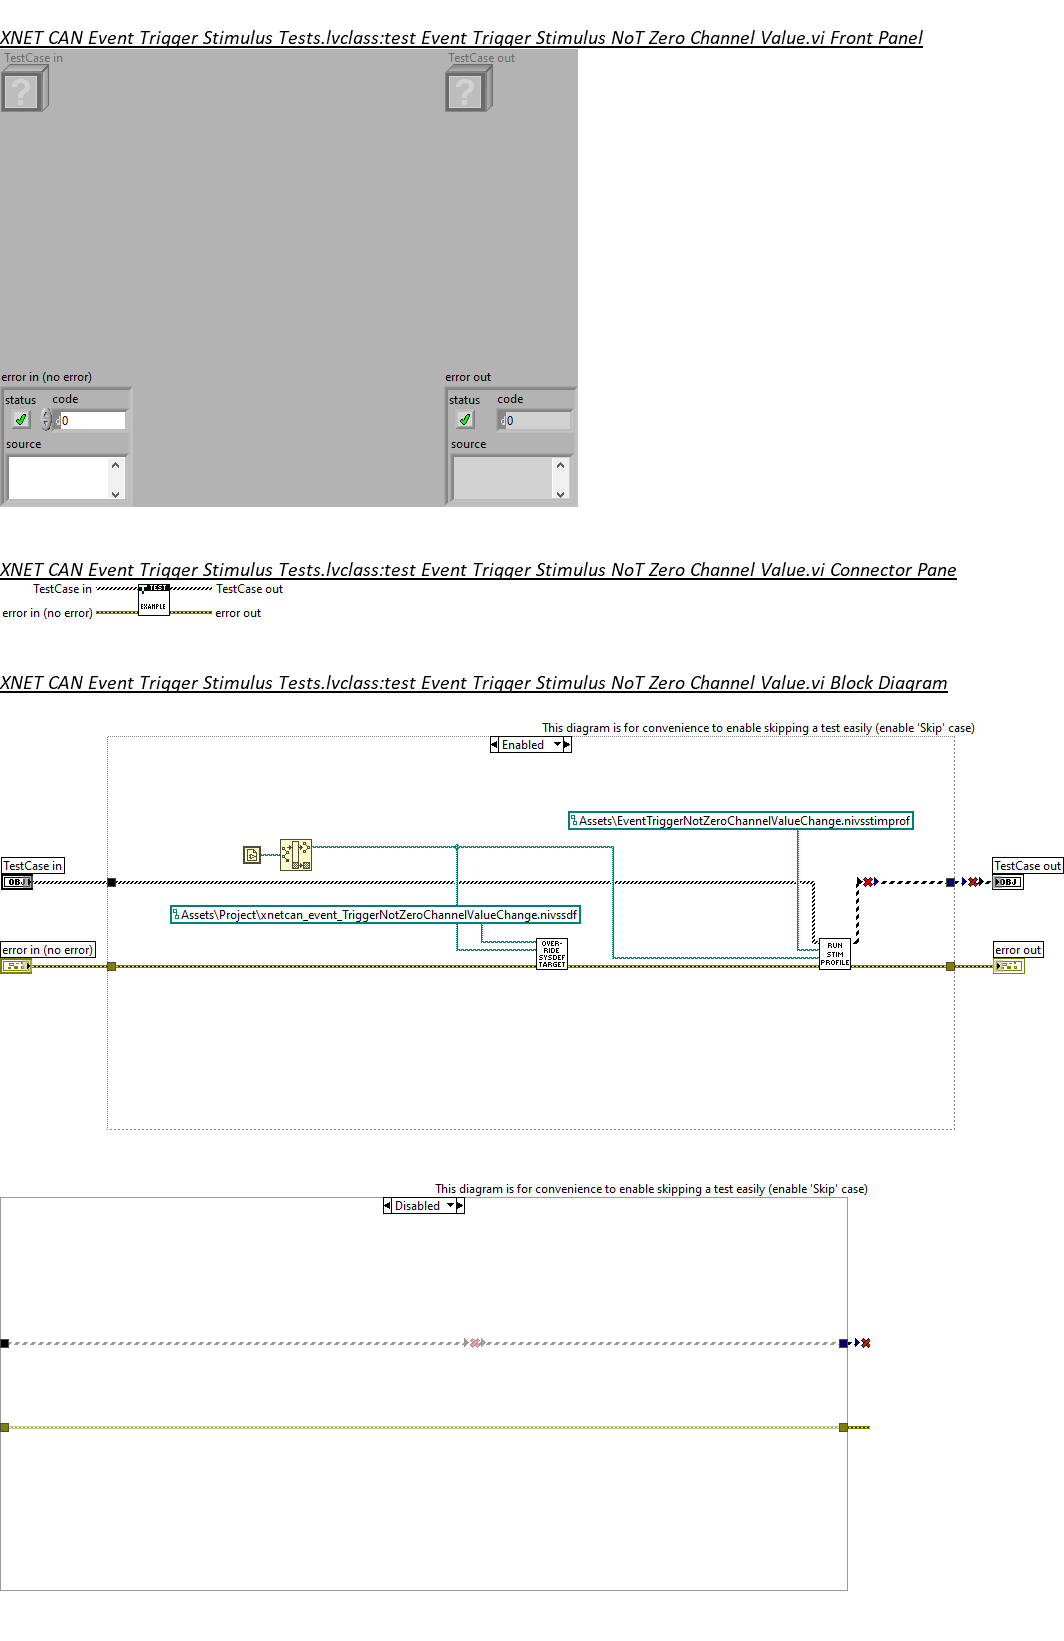 XNET CAN Event Trigger Stimulus Tests.lvclass:test Event Trigger Stimulus NoT Zero Channel Value.vi Front Panel
TestCase in
TestCase out
?
?
error in (no error)
error out
status
code
status
code
d
0
d
0
source
source
XNET CAN Event Trigger Stimulus Tests.lvclass:test Event Trigger Stimulus NoT Zero Channel Value.vi Connector Pane
TestCase in
TEST
TestCase out
error in (no error)
EXAMPLE
error out
XNET CAN Event Trigger Stimulus Tests.lvclass:test Event Trigger Stimulus NoT Zero Channel Value.vi Block Diagram
This diagram is for convenience to enable skipping a test easily (enable 'Skip' case)
Enabled
Assets\EventTriggerNotZeroChannelValueChange.nivsstimprof
TestCase in
OBJ
TestCase out
OBJ
Assets\Project\xnetcan_event_TriggerNotZeroChannelValueChange.nivssdf
error in (no error)
OVER-
RIDE
SYSDEF
TARGET
RUN
STIM
PROFILE
error out
This diagram is for convenience to enable skipping a test easily (enable 'Skip' case)
Disabled